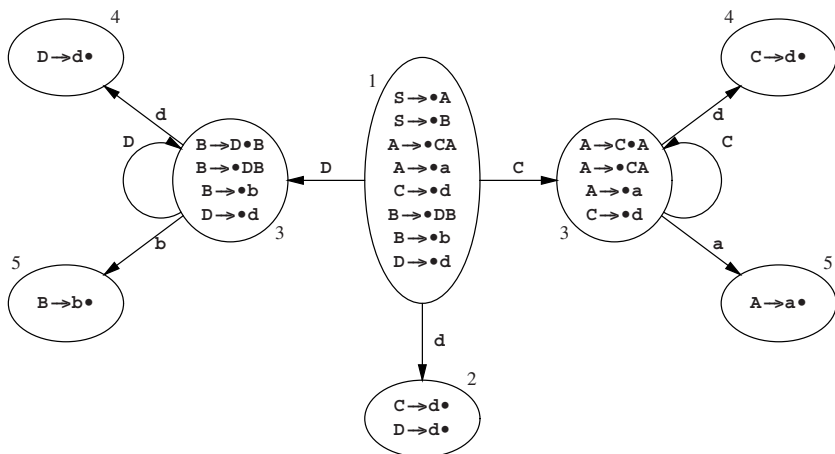 4
D→d•
d
D
B→D•B
B→•DB
B→•b
D→•d
3
b
5
B→b•
D
1
S→•A
S→•B
A→•CA
A→•a
C→•d
B→•DB
B→•b
D→•d
C
d
2
C→d•
D→d•
4
C→d•
d
C
A→C•A
A→•CA
A→•a
C→•d
3
a
5
A→a•